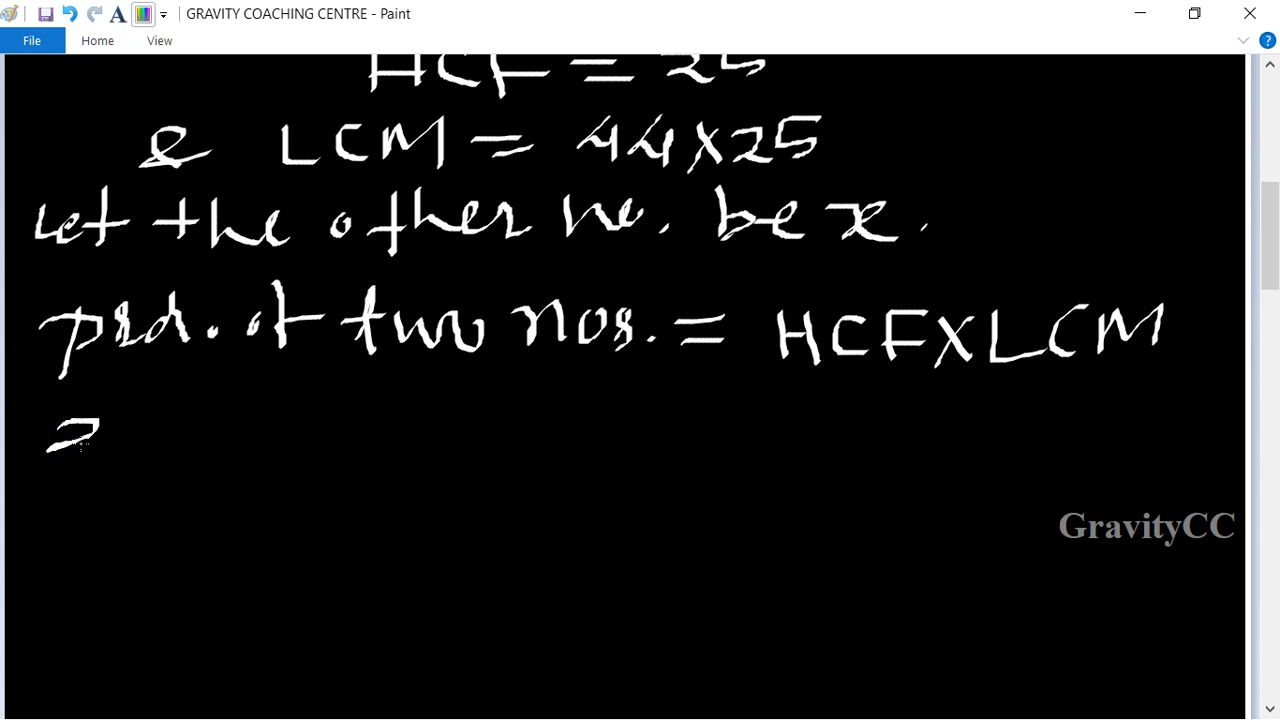 GRAVITY COACHING CENTRE - Paint
File Home View
HCF = 25
& LCM = 44X25
Let the other no. be x.
prd. of two nos. = HCFXLCM
2
GravityCC